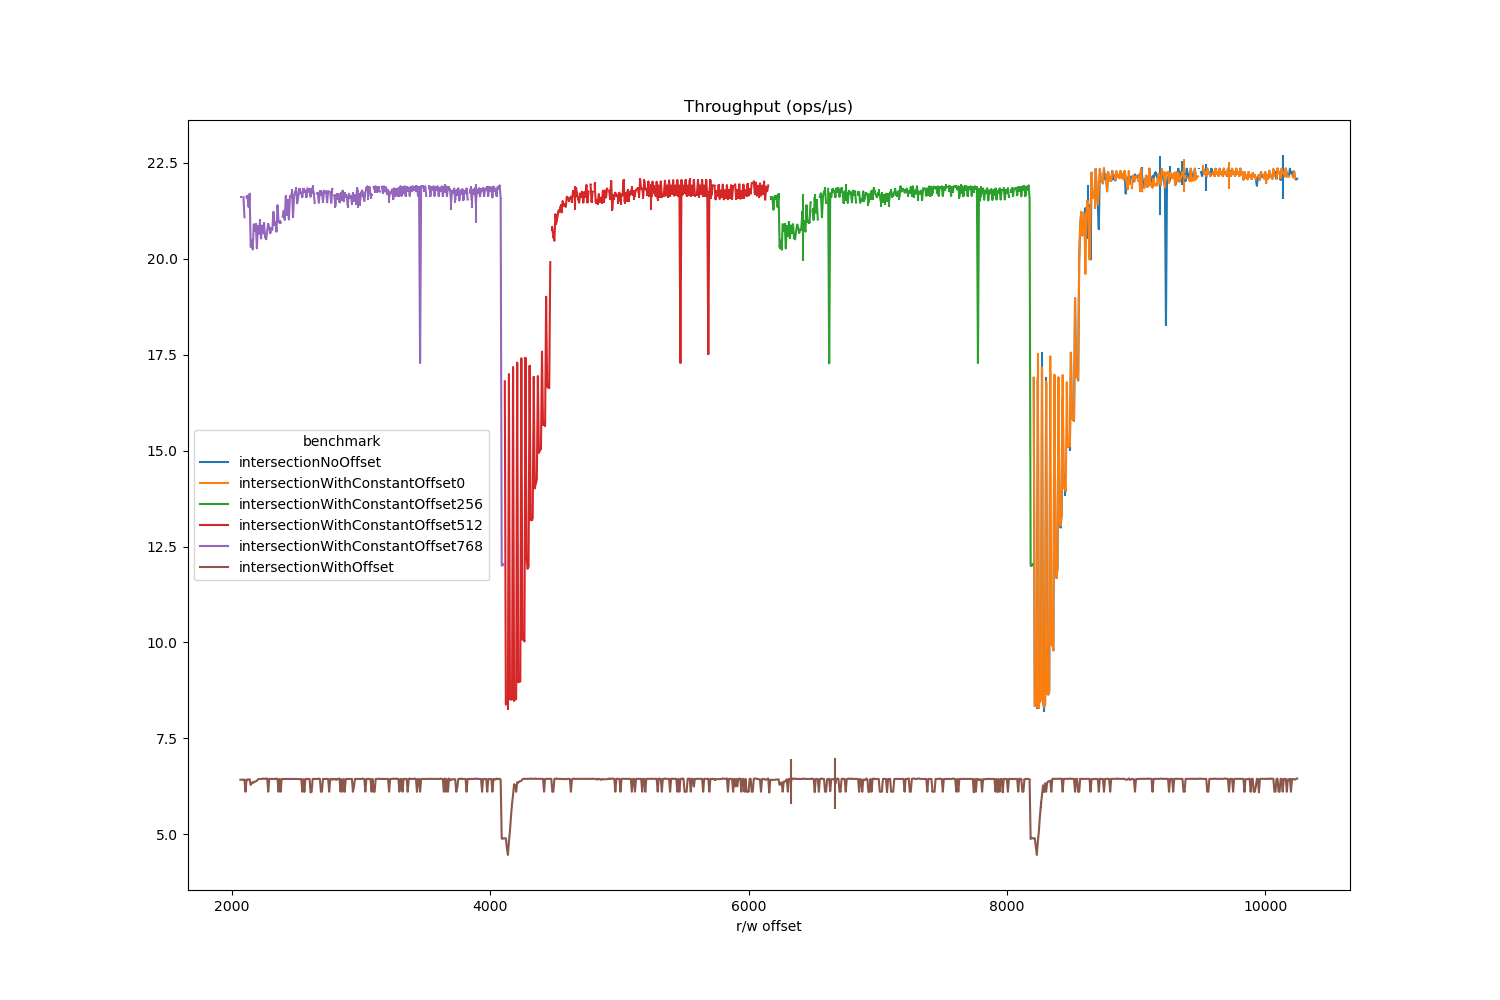 Throughput (ops/µs)
22.5
20.0
17.5
15.0
12.5
10.0
7.5
5.0
benchmark
intersectionNoOffset
intersectionWithConstantOffset0
intersectionWithConstantOffset256
intersectionWithConstantOffset512
intersectionWithConstantOffset768
intersectionWithOffset
2000 4000 6000 8000 10000
r/w offset